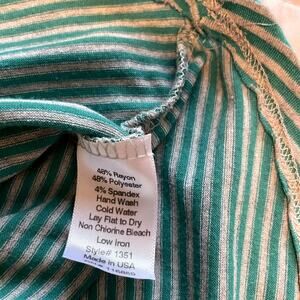 48% Rayon
48% Polyester
4% Spandex
Hand Wash
Cold Water
Lay Flat to Dry
Non Chlorine Bleach
Low Iron
Style# 1351
Made in USA